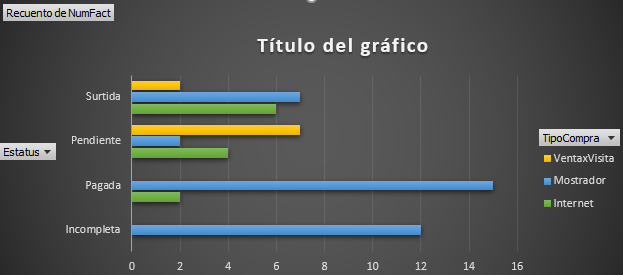 Recuento de NumFact
Título del gráfico
Surtida
Pendiente
Pagada
Incompleta
Estatus
0 2 4 6 8 10 12 14 16
TipoCompra
VentaxVisita
Mostrador
Internet